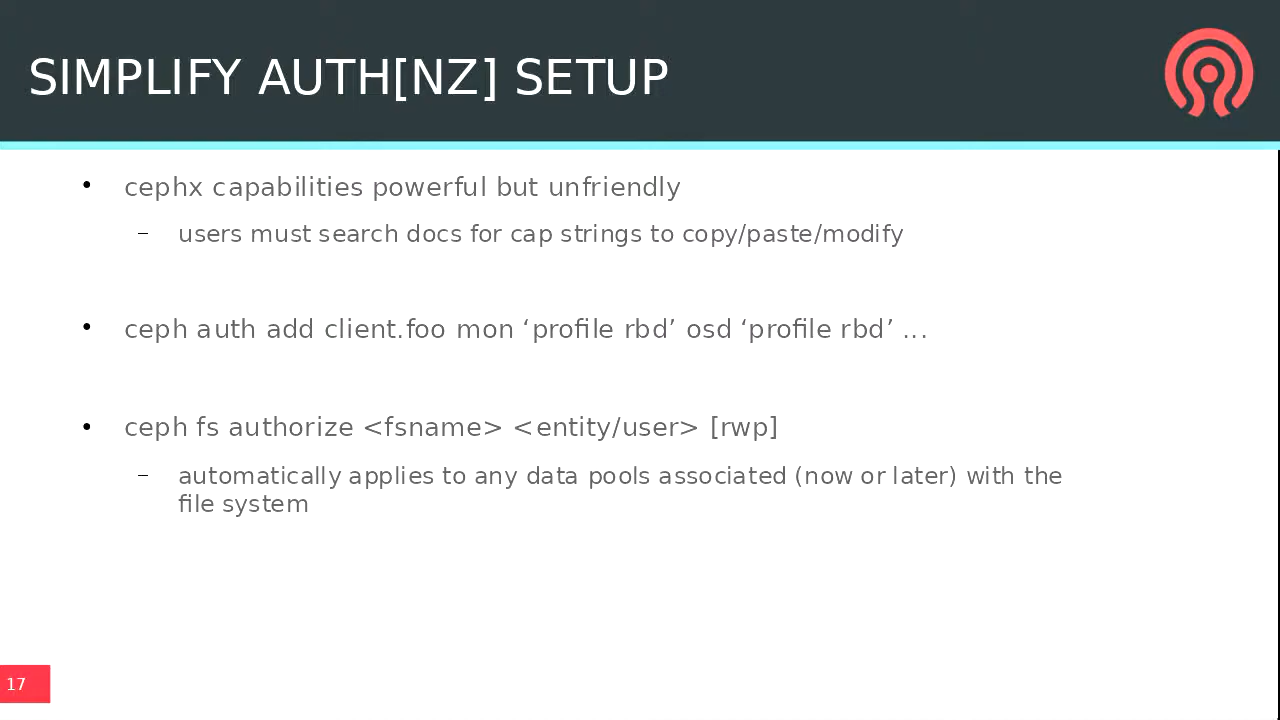 SIMPLIFY AUTH[NZ] SETUP
• cephx capabilities powerful but unfriendly
– users must search docs for cap strings to copy/paste/modify
• ceph auth add client.foo mon ‘profile rbd’ osd ‘profile rbd’ ...
• ceph fs authorize <fsname> <entity/user> [rwp]
– automatically applies to any data pools associated (now or later) with the
file system
17